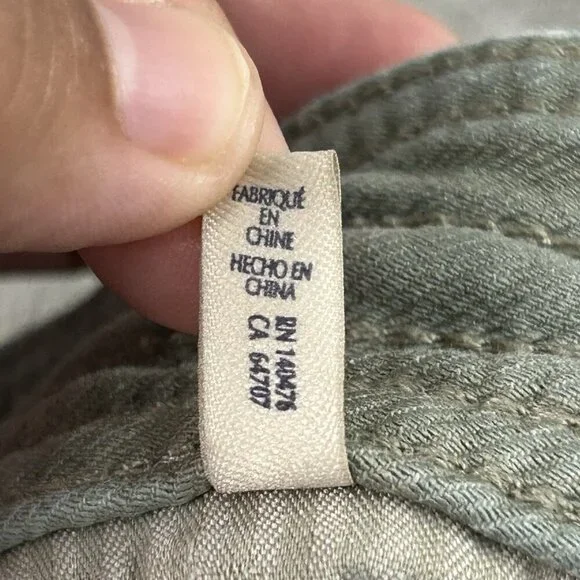 FABRIQUÉ
EN
CHINE
HECHO EN
CHINA
RN 140476
CA 64707